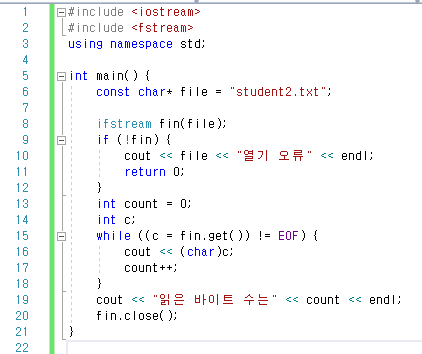 1 #include <iostream>
2 #include <fstream>
3 using namespace std;
4
5 int main() {
6 const char* file = "student2.txt";
7
8 ifstream fin(file);
9 if (!fin) {
10 cout << file << "열기 오류" << endl;
11 return 0;
12 }
13 int count = 0;
14 int c;
15 while ((c = fin.get()) != EOF) {
16 cout << (char)c;
17 count++;
18 }
19 cout << "읽은 바이트 수는" << count << endl;
20 fin.close();
21 }
22